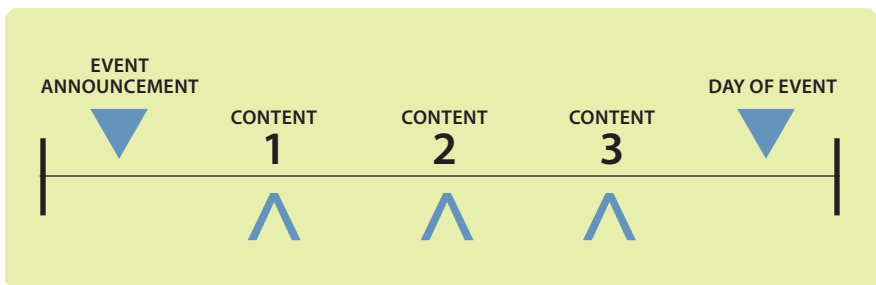 EVENT
ANNOUNCEMENT
CONTENT
1
CONTENT
2
CONTENT
3
DAY OF EVENT